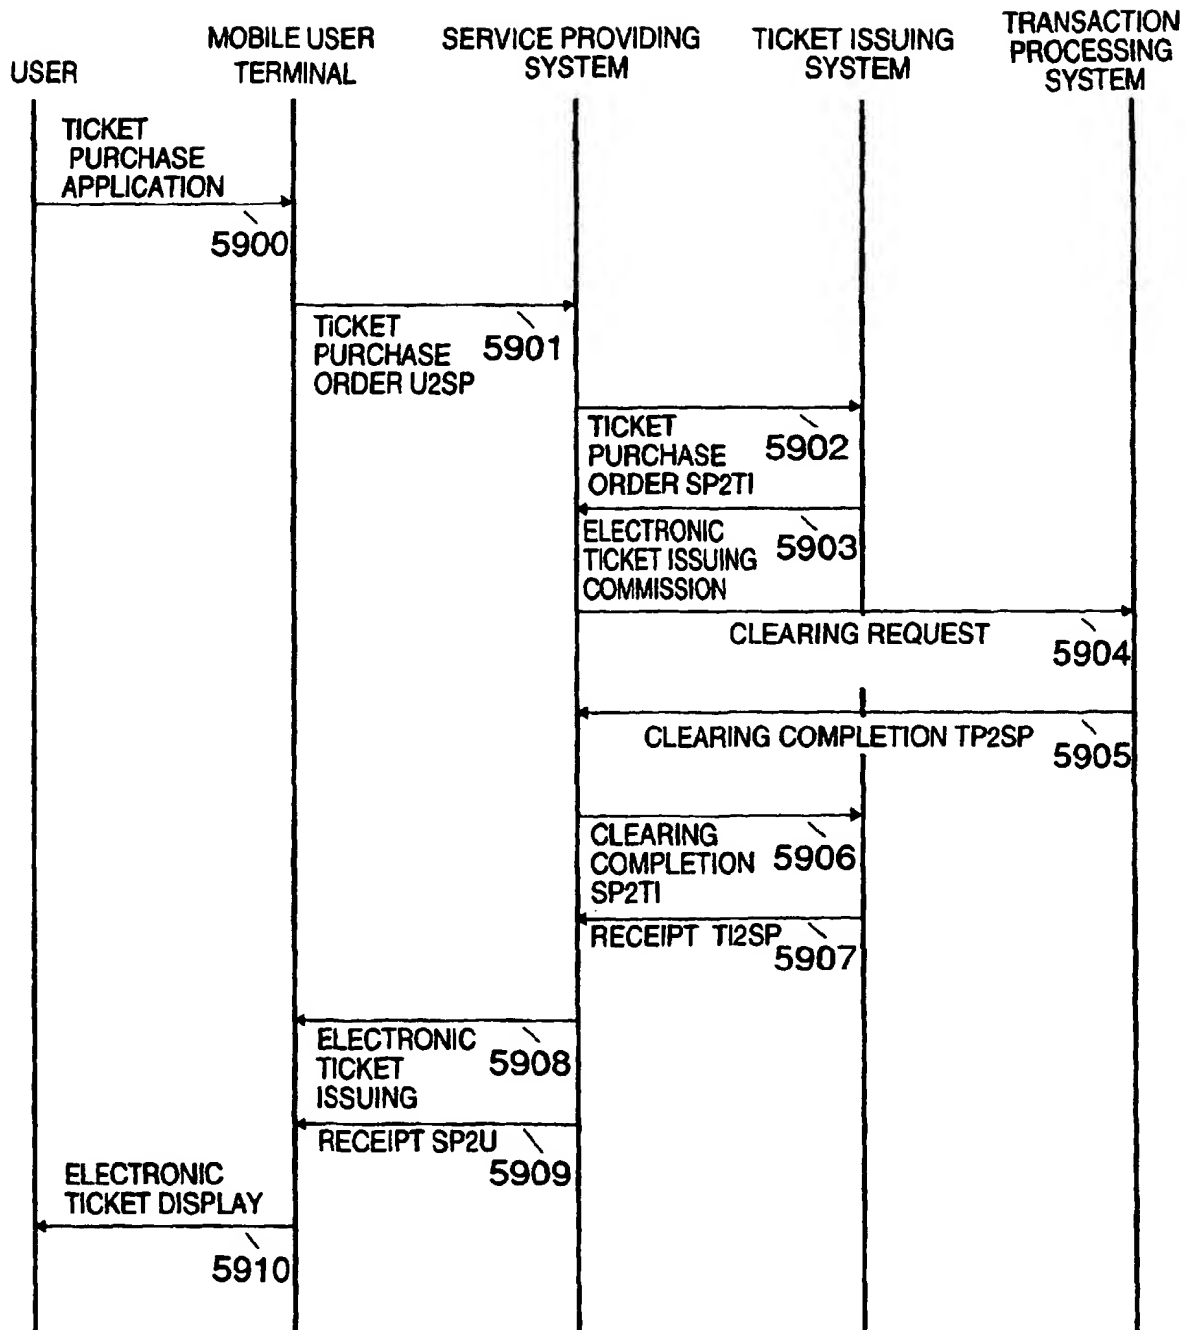 USER
MOBILE USER
TERMINAL
SERVICE PROVIDING
SYSTEM
TICKET ISSUING
SYSTEM
TRANSACTION
PROCESSING
SYSTEM
TICKET
PURCHASE
APPLICATION
5900
TICKET
PURCHASE
ORDER U2SP
5901
TICKET
PURCHASE
ORDER SP2TI
5902
ELECTRONIC
TICKET ISSUING
COMMISSION
5903
CLEARING REQUEST
5904
CLEARING COMPLETION TP2SP
5905
CLEARING
COMPLETION
SP2TI
5906
RECEIPT TI2SP
5907
ELECTRONIC
TICKET
ISSUING
5908
RECEIPT SP2U
5909
ELECTRONIC
TICKET DISPLAY
5910